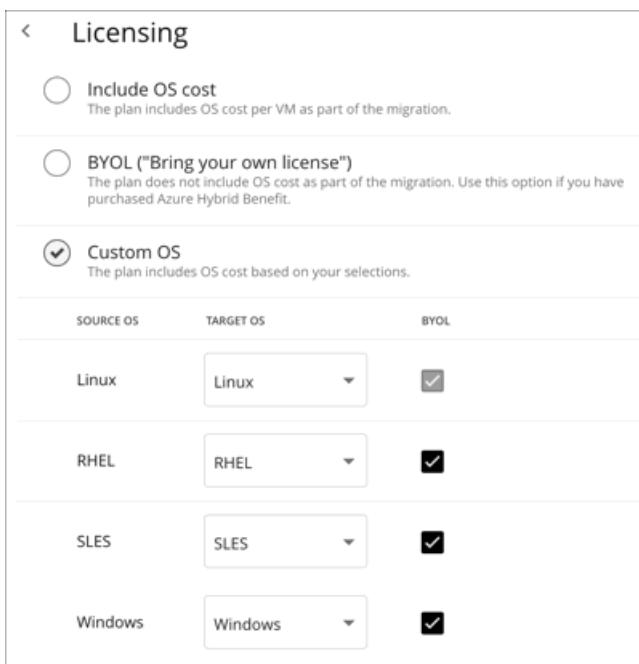 Licensing
Include OS cost
The plan includes OS cost per VM as part of the migration.
BYOL ("Bring your own license")
The plan does not include OS cost as part of the migration. Use this option if you have
purchased Azure Hybrid Benefit.
Custom OS
The plan includes OS cost based on your selections.
SOURCE OS TARGET OS BYOL
Linux Linux
RHEL RHEL
SLES SLES
Windows Windows